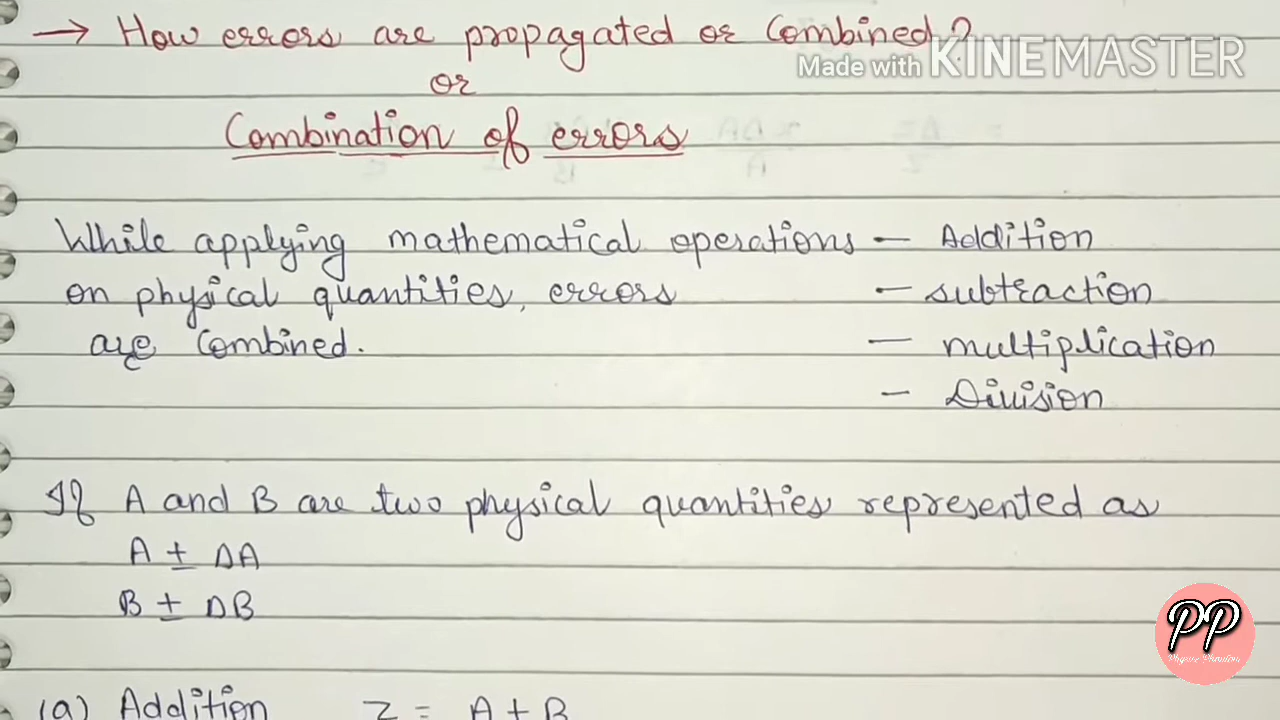 → How errors are propagated or Combined?
Made with KINEMASTER
or
Combination of errors
While applying mathematical operations — Addition
on physical quantities, errors — subtraction
are Combined. — multiplication
- Division
If A and B are two physical quantities represented as
A ± ΔA
B ± ΔB
PP
(a) Addition Z = A + B